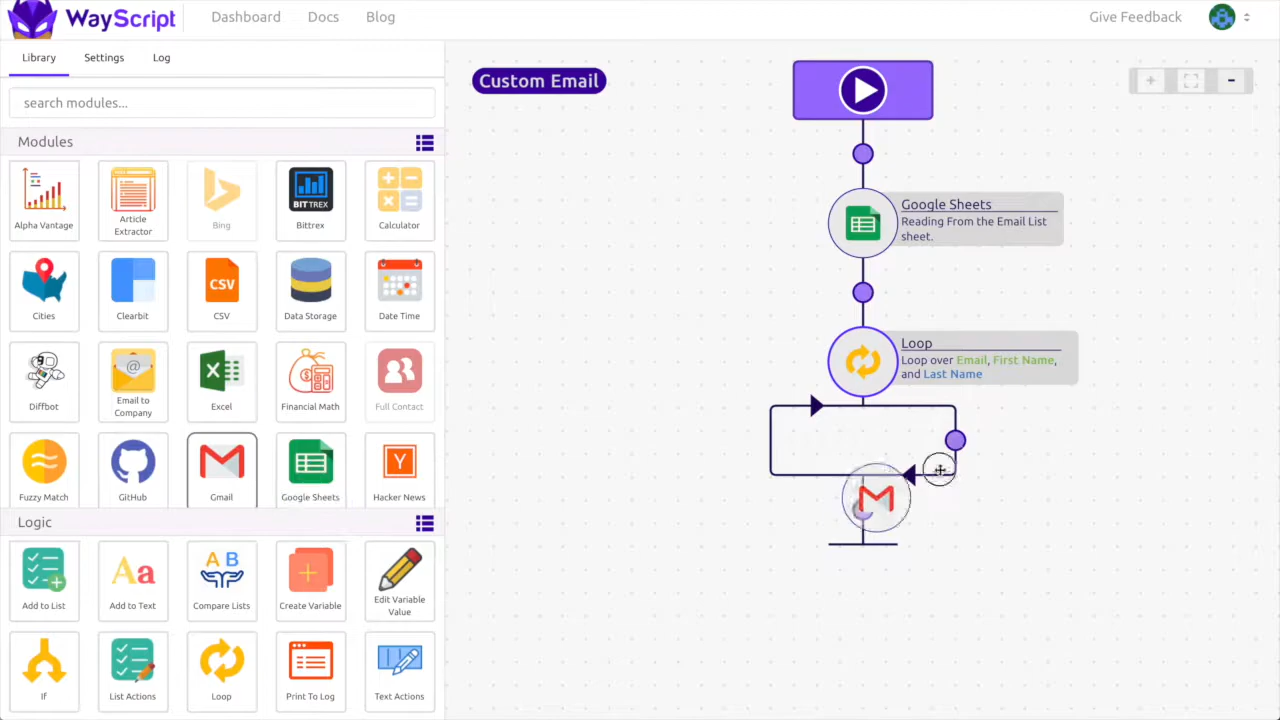 WayScript
Dashboard
Docs
Blog
Give Feedback
Library
Settings
Log
search modules...
Modules
Alpha Vantage
Article
Extractor
Bing
BITTREX
Bittrex
Calculator
Cities
Clearbit
CSV
CSV
Data Storage
Date Time
Diffbot
Email to
Company
Excel
Financial Math
Full Contact
Fuzzy Match
GitHub
Gmail
Google Sheets
Hacker News
Logic
Add to List
Aa
Add to Text
A B
Compare Lists
Create Variable
Edit Variable
Value
If
List Actions
Loop
Print To Log
Text Actions
Custom Email
Google Sheets
Reading From the Email List
sheet.
Loop
Loop over Email, First Name,
and Last Name